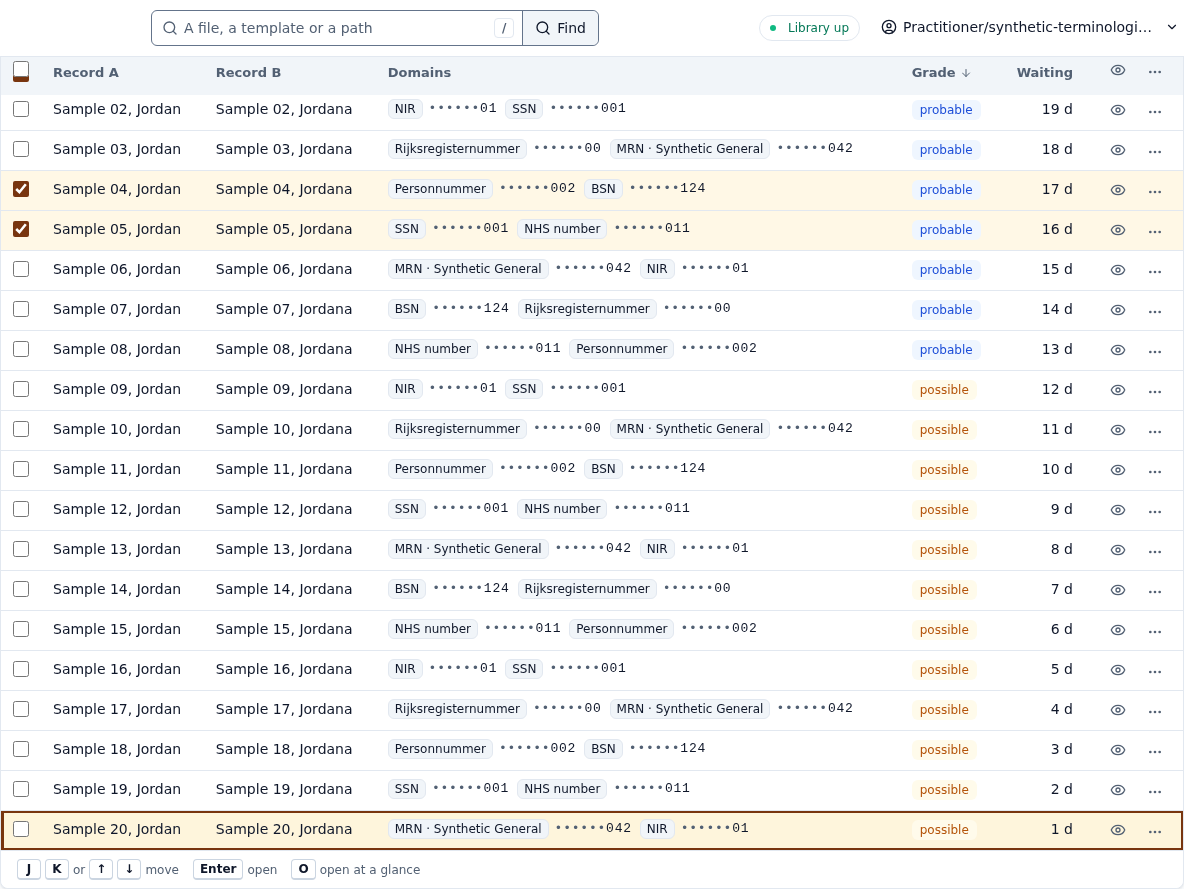 A file, a template or a path / Find Library up Practitioner/synthetic-terminologi...
Record A Record B Domains Grade ↓ Waiting ...
Sample 02, Jordan Sample 02, Jordana NIR ••••••01 SSN ••••••001 probable 19 d ...
Sample 03, Jordan Sample 03, Jordana Rijksregisternummer ••••••00 MRN · Synthetic General ••••••042 probable 18 d ...
Sample 04, Jordan Sample 04, Jordana Personnummer ••••••002 BSN ••••••124 probable 17 d ...
Sample 05, Jordan Sample 05, Jordana SSN ••••••001 NHS number ••••••011 probable 16 d ...
Sample 06, Jordan Sample 06, Jordana MRN · Synthetic General ••••••042 NIR ••••••01 probable 15 d ...
Sample 07, Jordan Sample 07, Jordana BSN ••••••124 Rijksregisternummer ••••••00 probable 14 d ...
Sample 08, Jordan Sample 08, Jordana NHS number ••••••011 Personnummer ••••••002 probable 13 d ...
Sample 09, Jordan Sample 09, Jordana NIR ••••••01 SSN ••••••001 possible 12 d ...
Sample 10, Jordan Sample 10, Jordana Rijksregisternummer ••••••00 MRN · Synthetic General ••••••042 possible 11 d ...
Sample 11, Jordan Sample 11, Jordana Personnummer ••••••002 BSN ••••••124 possible 10 d ...
Sample 12, Jordan Sample 12, Jordana SSN ••••••001 NHS number ••••••011 possible 9 d ...
Sample 13, Jordan Sample 13, Jordana MRN · Synthetic General ••••••042 NIR ••••••01 possible 8 d ...
Sample 14, Jordan Sample 14, Jordana BSN ••••••124 Rijksregisternummer ••••••00 possible 7 d ...
Sample 15, Jordan Sample 15, Jordana NHS number ••••••011 Personnummer ••••••002 possible 6 d ...
Sample 16, Jordan Sample 16, Jordana NIR ••••••01 SSN ••••••001 possible 5 d ...
Sample 17, Jordan Sample 17, Jordana Rijksregisternummer ••••••00 MRN · Synthetic General ••••••042 possible 4 d ...
Sample 18, Jordan Sample 18, Jordana Personnummer ••••••002 BSN ••••••124 possible 3 d ...
Sample 19, Jordan Sample 19, Jordana SSN ••••••001 NHS number ••••••011 possible 2 d ...
Sample 20, Jordan Sample 20, Jordana MRN · Synthetic General ••••••042 NIR ••••••01 possible 1 d ...
J K or ↑ ↓ move Enter open O open at a glance